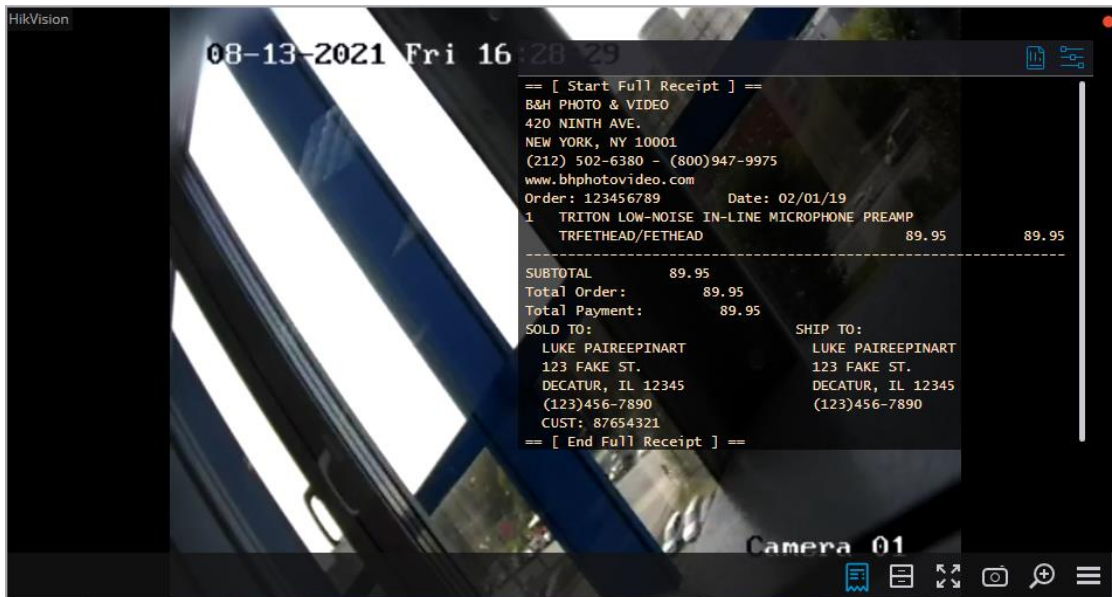 HikVision
08-13-2021 Fri 16:28:29
== [ Start Full Receipt ] ==
B&H PHOTO & VIDEO
420 NINTH AVE.
NEW YORK, NY 10001
(212) 502-6380 - (800)947-9975
www.bhphotovideo.com
Order: 123456789 Date: 02/01/19
1 TRITON LOW-NOISE IN-LINE MICROPHONE PREAMP
TRFETHEAD/FETHEAD 89.95 89.95
------------------------------------------------------------------
SUBTOTAL 89.95
Total Order: 89.95
Total Payment: 89.95
SOLD TO: SHIP TO:
LUKE PAIREEPINART LUKE PAIREEPINART
123 FAKE ST. 123 FAKE ST.
DECATUR, IL 12345 DECATUR, IL 12345
(123)456-7890 (123)456-7890
CUST: 87654321
== [ End Full Receipt ] ==
Camera 01